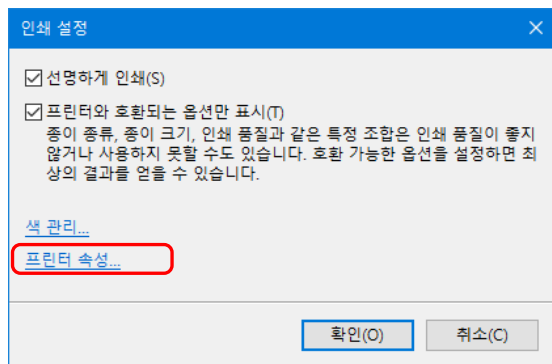 인쇄 설정
선명하게 인쇄(S)
프린터와 호환되는 옵션만 표시(T)
종이 종류, 종이 크기, 인쇄 품질과 같은 특정 조합은 인쇄 품질이 좋지
않거나 사용하지 못할 수도 있습니다. 호환 가능한 옵션을 설정하면 최
상의 결과를 얻을 수 있습니다.
색 관리...
프린터 속성...
확인(O)
취소(C)